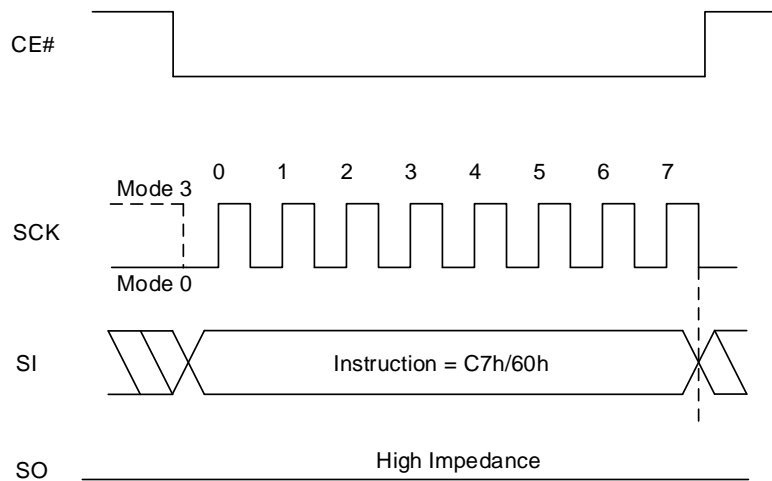 CE#
0 1 2 3 4 5 6 7
Mode 3
SCK
Mode 0
SI
Instruction = C7h/60h
High Impedance
SO